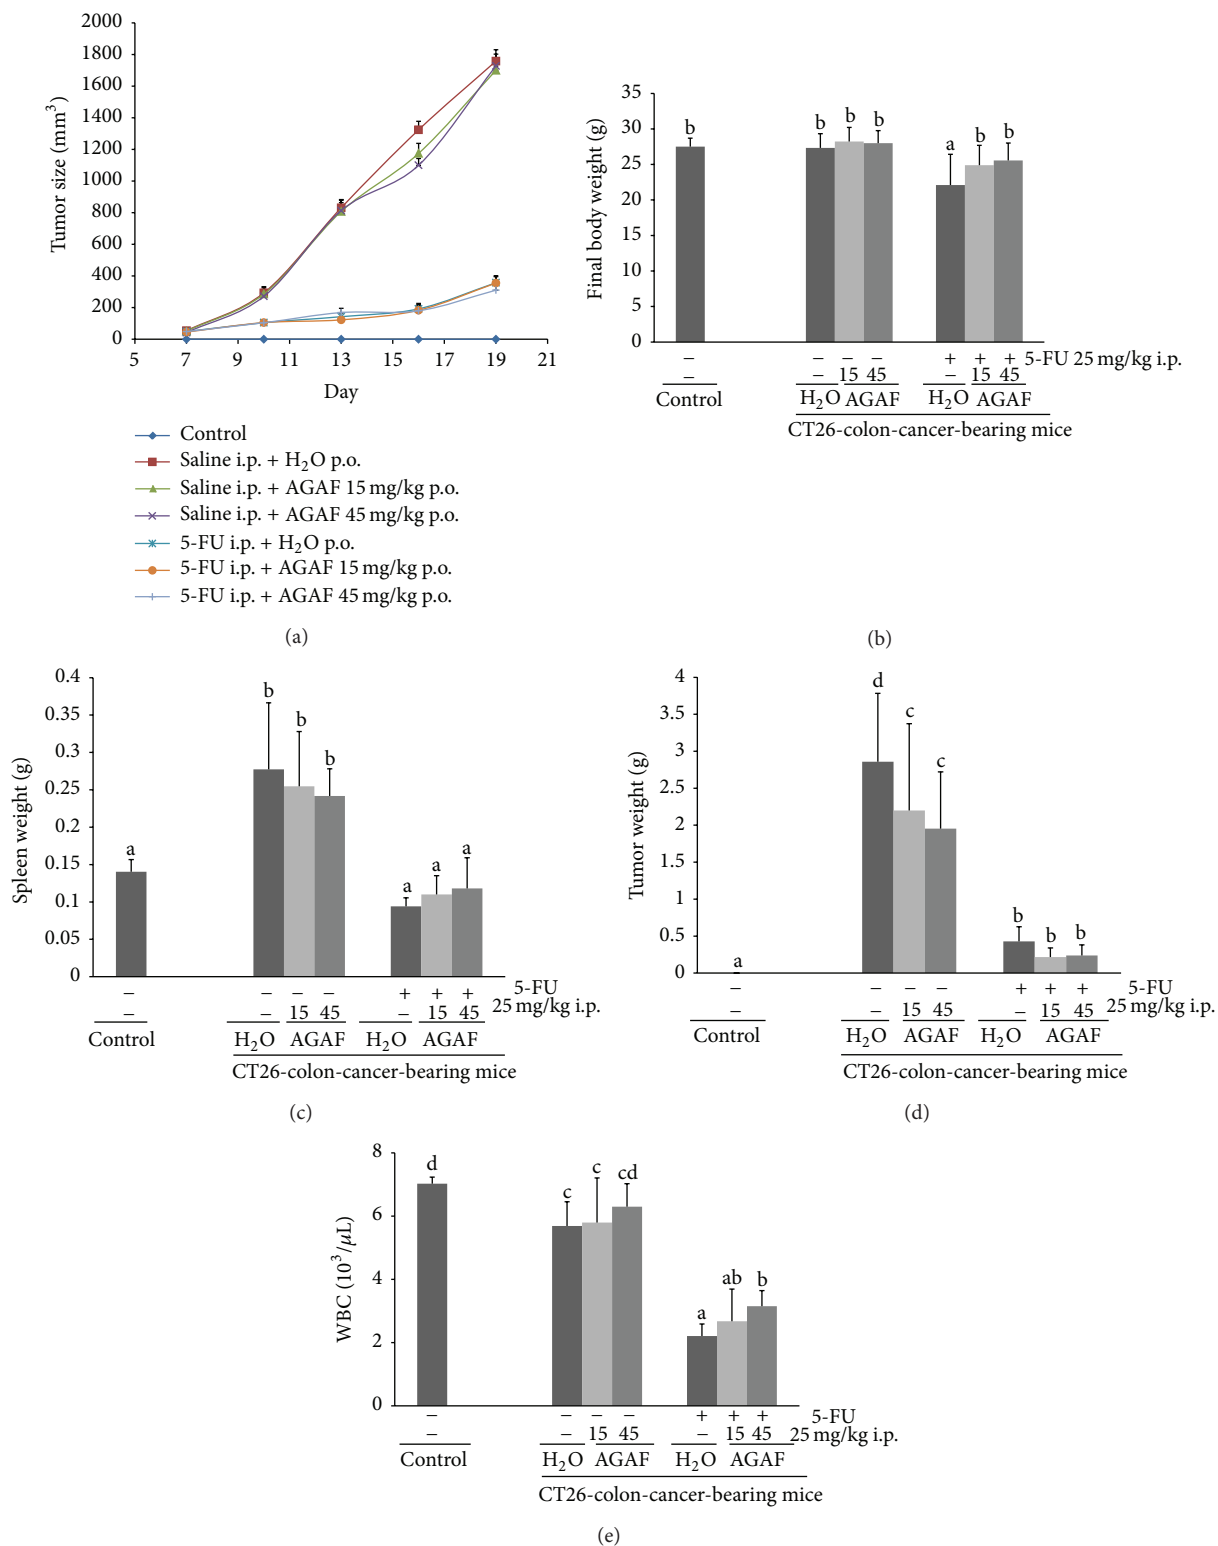 2000
1800
1600
1400
1200
1000
800
600
400
200
0
Tumor size (mm³)
5 7 9 11 13 15 17 19 21
Day
Control
Saline i.p. + H₂O p.o.
Saline i.p. + AGAF 15 mg/kg p.o.
Saline i.p. + AGAF 45 mg/kg p.o.
5-FU i.p. + H₂O p.o.
5-FU i.p. + AGAF 15 mg/kg p.o.
5-FU i.p. + AGAF 45 mg/kg p.o.
(a)
35
30
25
20
15
10
5
0
Final body weight (g)
b b b b a b b
− − − − + + + 5-FU 25 mg/kg i.p.
− − 15 45 − 15 45
Control H₂O AGAF H₂O AGAF
CT26-colon-cancer-bearing mice
(b)
0.4
0.35
0.3
0.25
0.2
0.15
0.1
0.05
0
Spleen weight (g)
a b b b a a a
− − − − + + + 5-FU
− − 15 45 − 15 45 25 mg/kg i.p.
Control H₂O AGAF H₂O AGAF
CT26-colon-cancer-bearing mice
(c)
4
3.5
3
2.5
2
1.5
1
0.5
0
Tumor weight (g)
a d c c b b b
− − − − + + + 5-FU
− − 15 45 − 15 45 25 mg/kg i.p.
Control H₂O AGAF H₂O AGAF
CT26-colon-cancer-bearing mice
(d)
8
6
4
2
0
WBC (10³/μL)
d c c cd a ab b
− − − − + + + 5-FU
− − 15 45 − 15 45 25 mg/kg i.p.
Control H₂O AGAF H₂O AGAF
CT26-colon-cancer-bearing mice
(e)